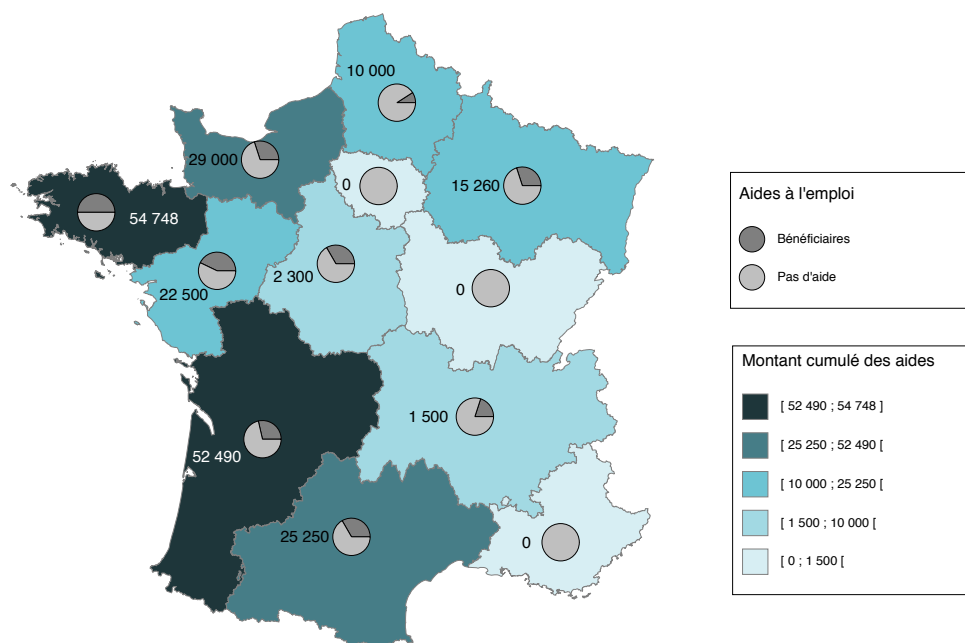 10 000
29 000
0
15 260
54 748
2 300
22 500
0
1 500
52 490
25 250
0
Aides à l'emploi
Bénéficiaires
Pas d'aide
Montant cumulé des aides
[ 52 490 ; 54 748 ]
[ 25 250 ; 52 490 [
[ 10 000 ; 25 250 [
[ 1 500 ; 10 000 [
[ 0 ; 1 500 [